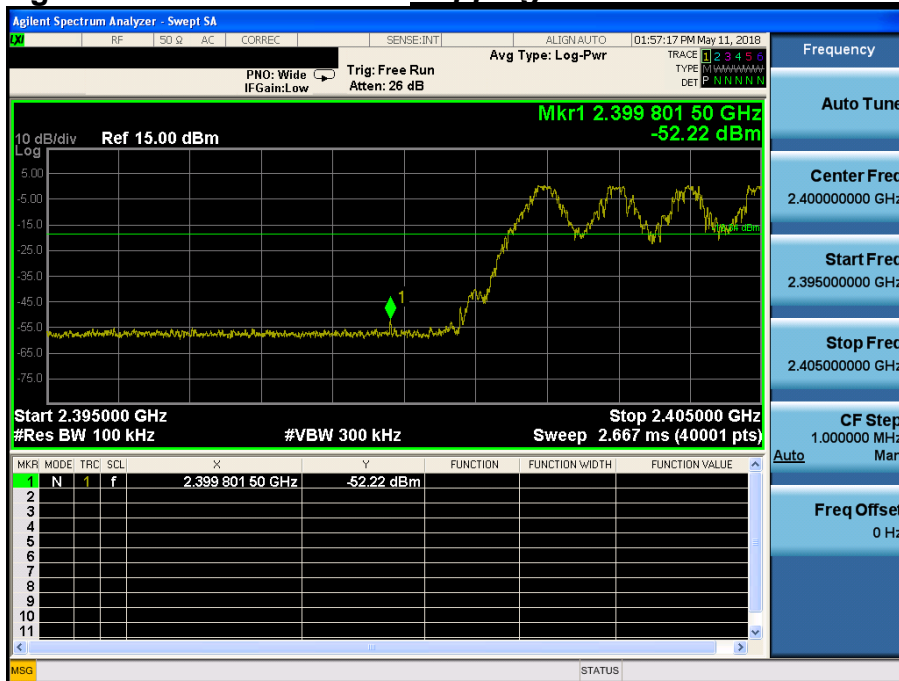 Agilent Spectrum Analyzer - Swept SA
LXI RF 50 Ω AC CORREC SENSE:INT ALIGN AUTO 01:57:17 PM May 11, 2018
PNO: Wide IFGain:Low
Trig: Free Run Atten: 26 dB
Avg Type: Log-Pwr
TRACE 1 2 3 4 5 6
TYPE M WWWWW
DET P N N N N N
Mkr1 2.399 801 50 GHz
-52.22 dBm
10 dB/div Ref 15.00 dBm
Log
5.00
-5.00
-15.0
-25.0
-35.0
-45.0
-55.0
-65.0
-75.0
1
Start 2.395000 GHz Stop 2.405000 GHz
#Res BW 100 kHz #VBW 300 kHz Sweep 2.667 ms (40001 pts)
MKR MODE TRC SCL X Y FUNCTION FUNCTION WIDTH FUNCTION VALUE
1 N 1 f 2.399 801 50 GHz -52.22 dBm
2
3
4
5
6
7
8
9
10
11
MSG STATUS
Frequency
Auto Tune
Center Freq
2.400000000 GHz
Start Freq
2.395000000 GHz
Stop Freq
2.405000000 GHz
CF Step
1.000000 MHz
Auto Man
Freq Offset
0 Hz